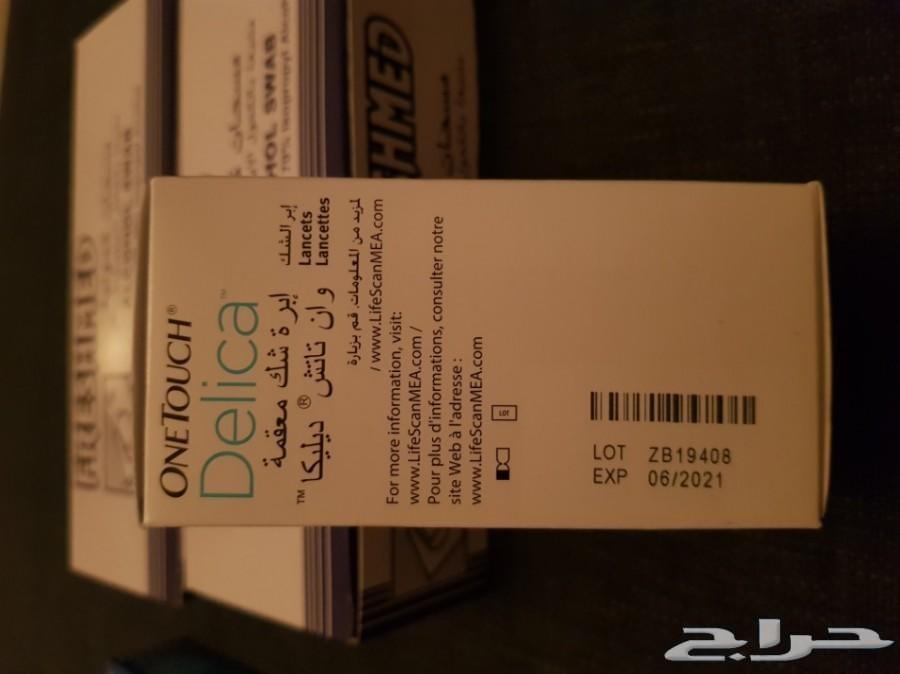 ONETOUCH®
Delica™
إبرة شك معقمة
وان تاتش® ديليكا™
إبر الشك
Lancets
Lancettes
لمزيد من المعلومات، قم بزيارة
/ www.LifeScanMEA.com
For more information, visit:
www.LifeScanMEA.com /
Pour plus d'informations, consulter notre
site Web à l'adresse :
www.LifeScanMEA.com
LOT
LOT ZB19408
EXP 06/2021
HMED
مسحات
ALCOHOL SWAB
حراج